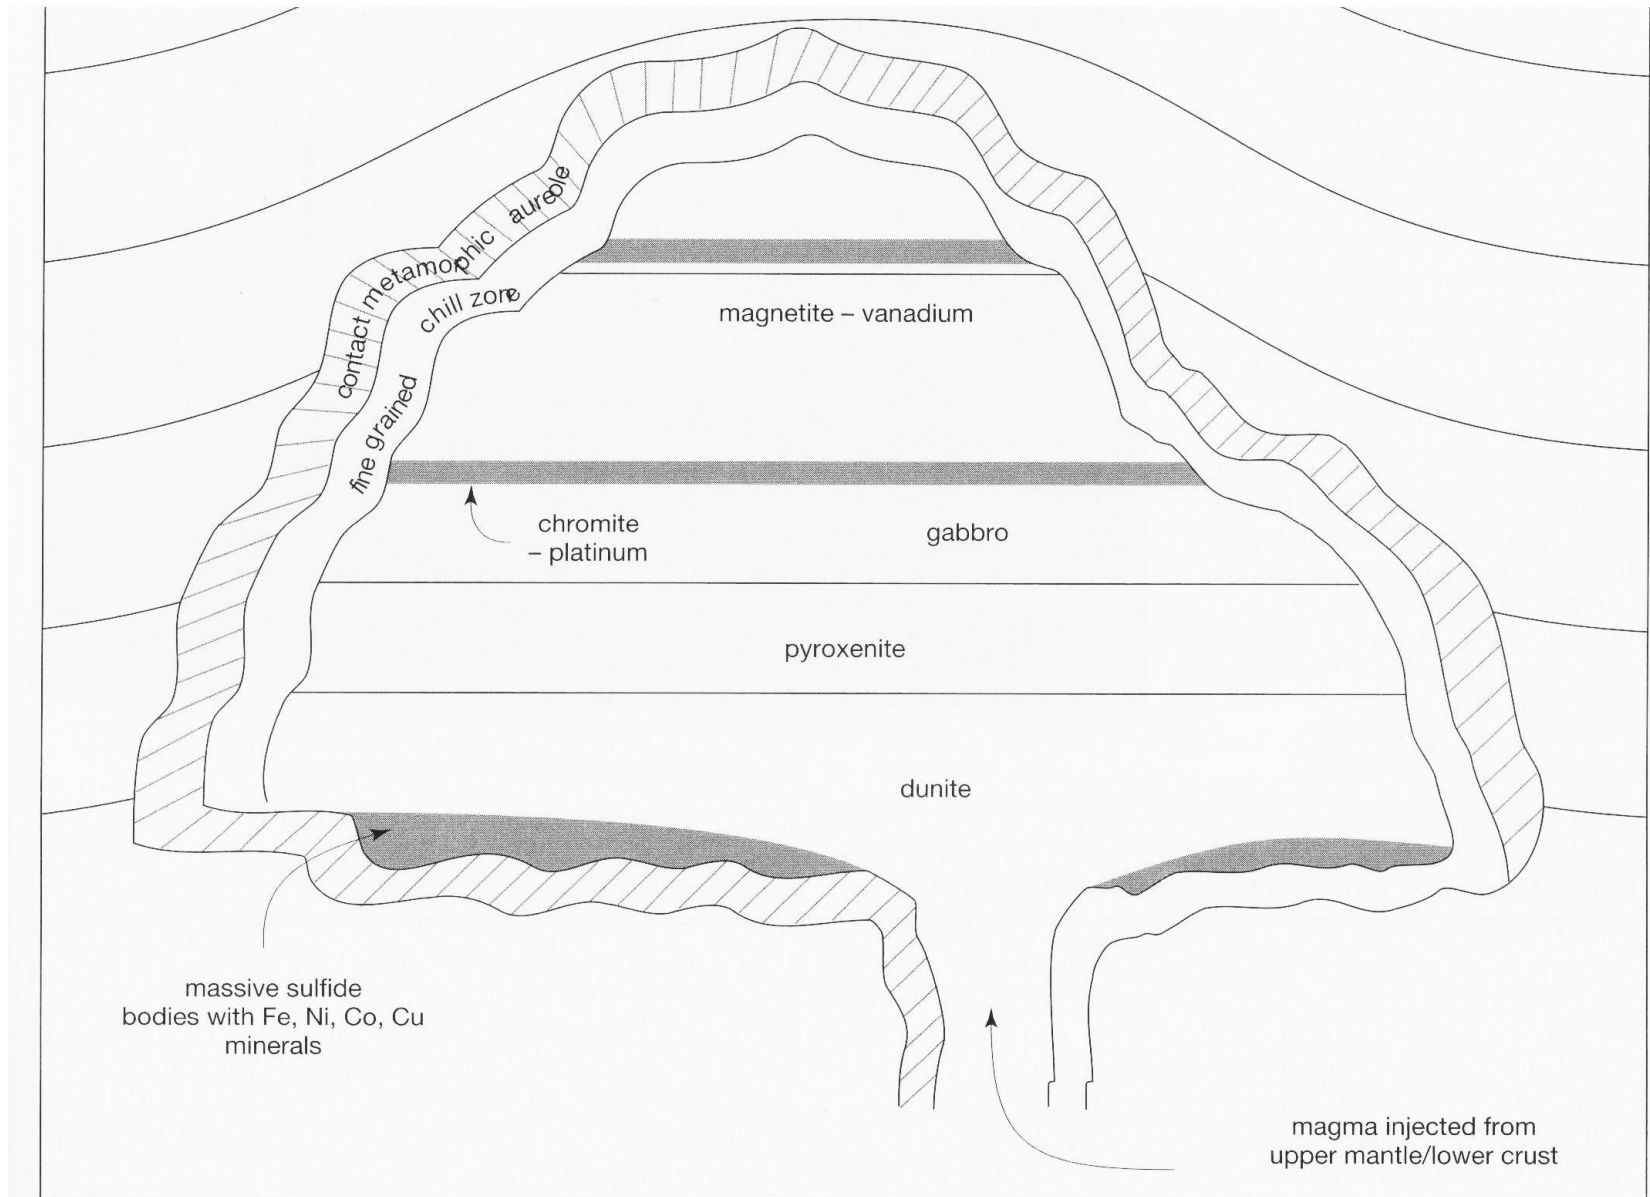 contact metamorphic aureole
fine grained chill zone
magnetite – vanadium
chromite
– platinum
gabbro
pyroxenite
dunite
massive sulfide
bodies with Fe, Ni, Co, Cu
minerals
magma injected from
upper mantle/lower crust